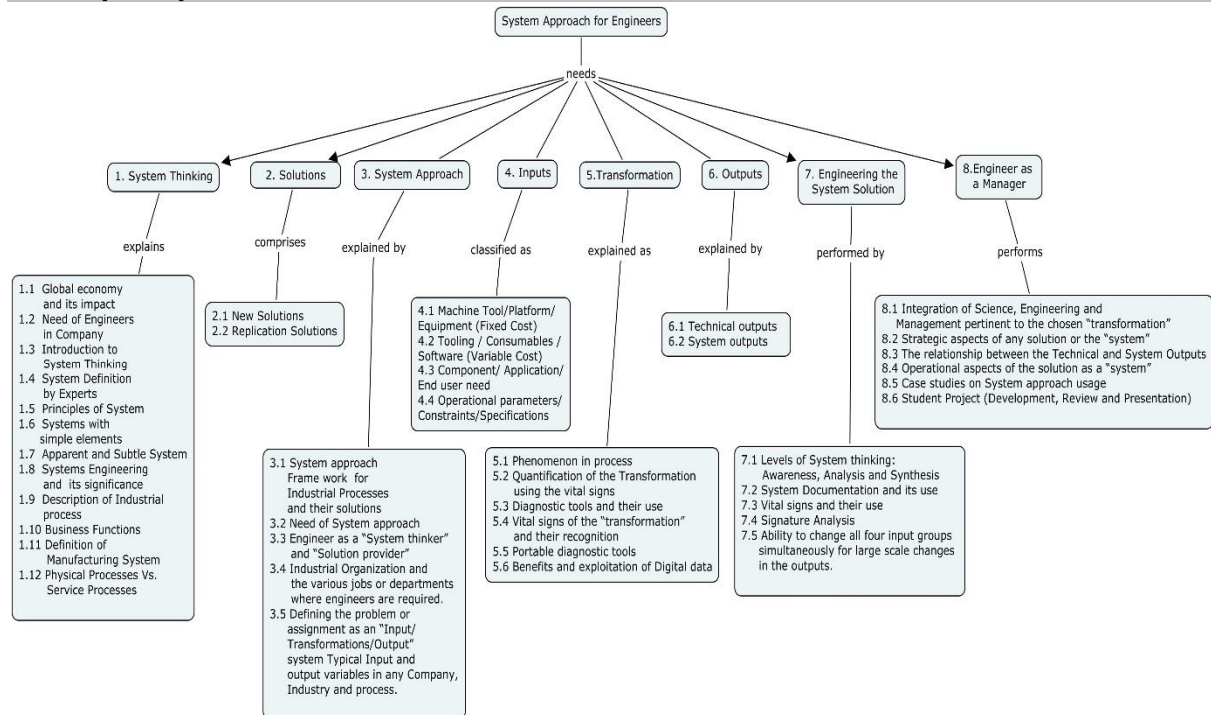 System Approach for Engineers
needs
1. System Thinking
2. Solutions
3. System Approach
4. Inputs
5.Transformation
6. Outputs
7. Engineering the
System Solution
8.Engineer as
a Manager
explains
comprises
explained by
classified as
explained as
explained by
performed by
performs
1.1 Global economy
and its impact
1.2 Need of Engineers
in Company
1.3 Introduction to
System Thinking
1.4 System Definition
by Experts
1.5 Principles of System
1.6 Systems with
simple elements
1.7 Apparent and Subtle System
1.8 Systems Engineering
and its significance
1.9 Description of Industrial
process
1.10 Business Functions
1.11 Definition of
Manufacturing System
1.12 Physical Processes Vs.
Service Processes
2.1 New Solutions
2.2 Replication Solutions
3.1 System approach
Frame work for
Industrial Processes
and their solutions
3.2 Need of System approach
3.3 Engineer as a "System thinker"
and "Solution provider"
3.4 Industrial Organization and
the various jobs or departments
where engineers are required.
3.5 Defining the problem or
assignment as an "Input/
Transformations/Output"
system Typical Input and
output variables in any Company,
Industry and process.
4.1 Machine Tool/Platform/
Equipment (Fixed Cost)
4.2 Tooling / Consumables /
Software (Variable Cost)
4.3 Component/ Application/
End user need
4.4 Operational parameters/
Constraints/Specifications
5.1 Phenomenon in process
5.2 Quantification of the Transformation
using the vital signs
5.3 Diagnostic tools and their use
5.4 Vital signs of the "transformation"
and their recognition
5.5 Portable diagnostic tools
5.6 Benefits and exploitation of Digital data
6.1 Technical outputs
6.2 System outputs
7.1 Levels of System thinking:
Awareness, Analysis and Synthesis
7.2 System Documentation and its use
7.3 Vital signs and their use
7.4 Signature Analysis
7.5 Ability to change all four input groups
simultaneously for large scale changes
in the outputs.
8.1 Integration of Science, Engineering and
Management pertinent to the chosen "transformation"
8.2 Strategic aspects of any solution or the "system"
8.3 The relationship between the Technical and System Outputs
8.4 Operational aspects of the solution as a "system"
8.5 Case studies on System approach usage
8.6 Student Project (Development, Review and Presentation)